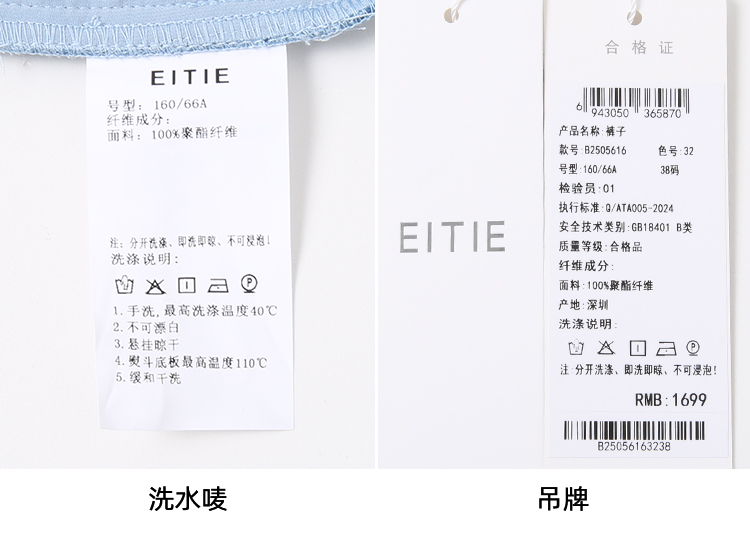 EITIE
号型: 160/66A
纤维成分:
面料: 100%聚酯纤维
注: 分开洗涤、即洗即晾、不可浸泡!
洗涤说明:
1.手洗,最高洗涤温度40℃
2.不可漂白
3.悬挂晾干
4.熨斗底板最高温度110℃
5.缓和干洗
洗水唛
EITIE
合格证
6 943050 365870
产品名称:裤子
款号:B2505616 色号:32
号型:160/66A 38码
检验员:01
执行标准:Q/ATA005-2024
安全技术类别:GB18401 B类
质量等级:合格品
纤维成分:
面料:100%聚酯纤维
产地:深圳
洗涤说明:
P
注:分开洗涤、即洗即晾、不可浸泡!
RMB:1699
B25056163238
吊牌